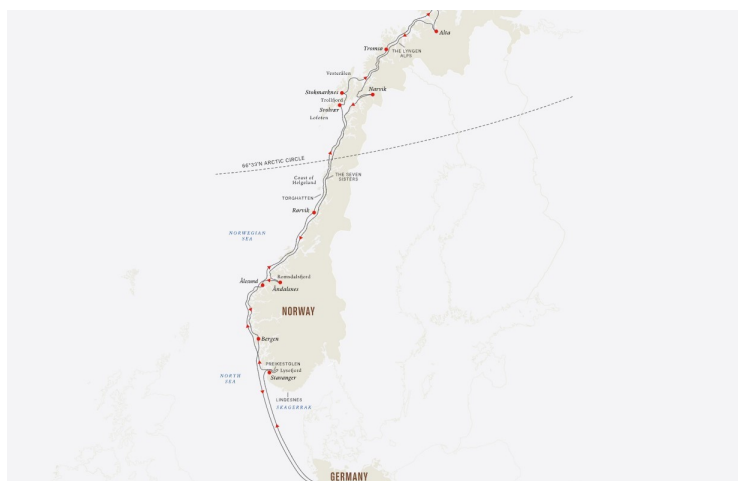 Alta
Tromsø
THE LYNGEN
ALPS
Vesterålen
Stokmarknes
Narvik
Trollfjord
Svolvær
Lofoten
66°33'N ARCTIC CIRCLE
Coast of
Helgeland
THE SEVEN
SISTERS
TORGHATTEN
Rørvik
NORWEGIAN
SEA
Romsdalsfjord
Ålesund
Åndalsnes
NORWAY
Bergen
PREIKESTOLEN
Lysefjord
NORTH
SEA
Stavanger
LINDESNES
SKAGERRAK
GERMANY